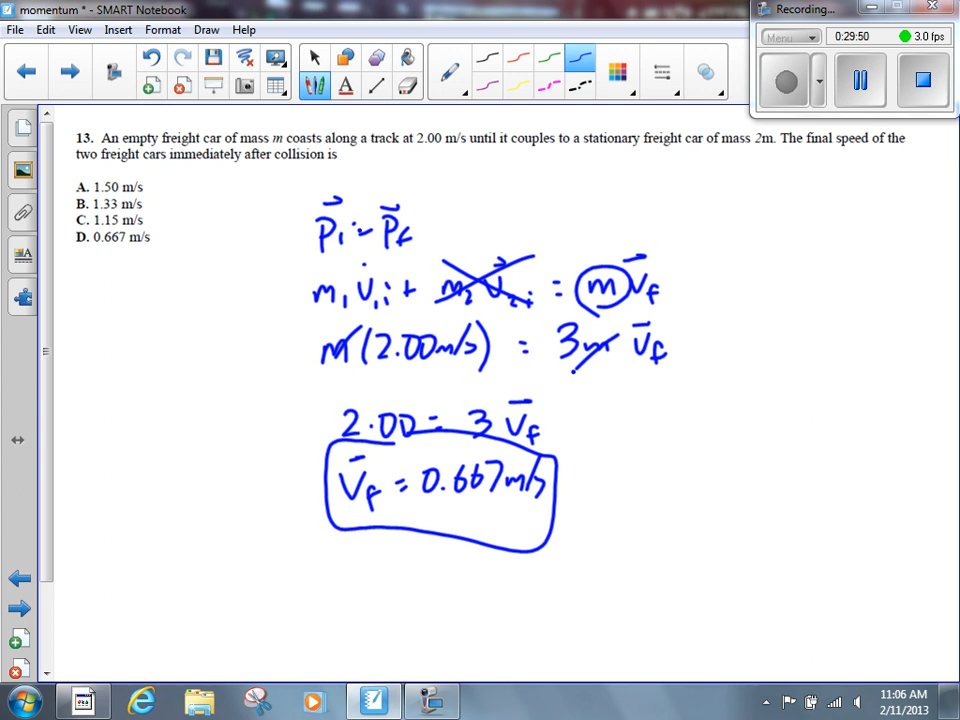 momentum * - SMART Notebook
File Edit View Insert Format Draw Help
Recording...
Menu
0:29:50
3.0 fps
13. An empty freight car of mass m coasts along a track at 2.00 m/s until it couples to a stationary freight car of mass 2m. The final speed of the
two freight cars immediately after collision is
A. 1.50 m/s
B. 1.33 m/s
C. 1.15 m/s
D. 0.667 m/s
p⃗i = p⃗f
m₁ v⃗₁i + m₂ v⃗₂i = m v⃗f
m (2.00 m/s) = 3m v⃗f
2.00 = 3 v⃗f
v⃗f = 0.667 m/s
11:06 AM
2/11/2013